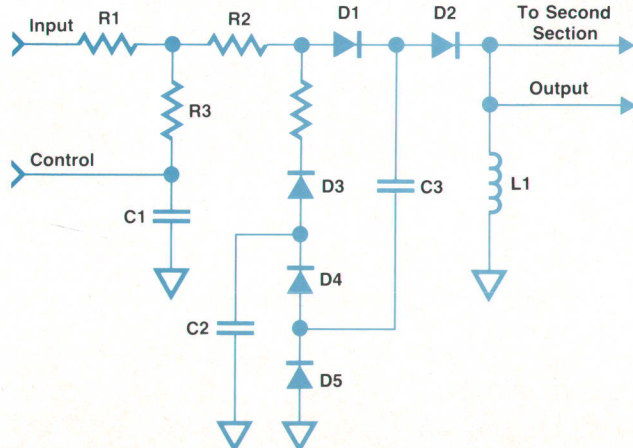 Input
R1
R2
D1
D2
To Second
Section
Output
R3
Control
D3
C1
C3
L1
D4
C2
D5